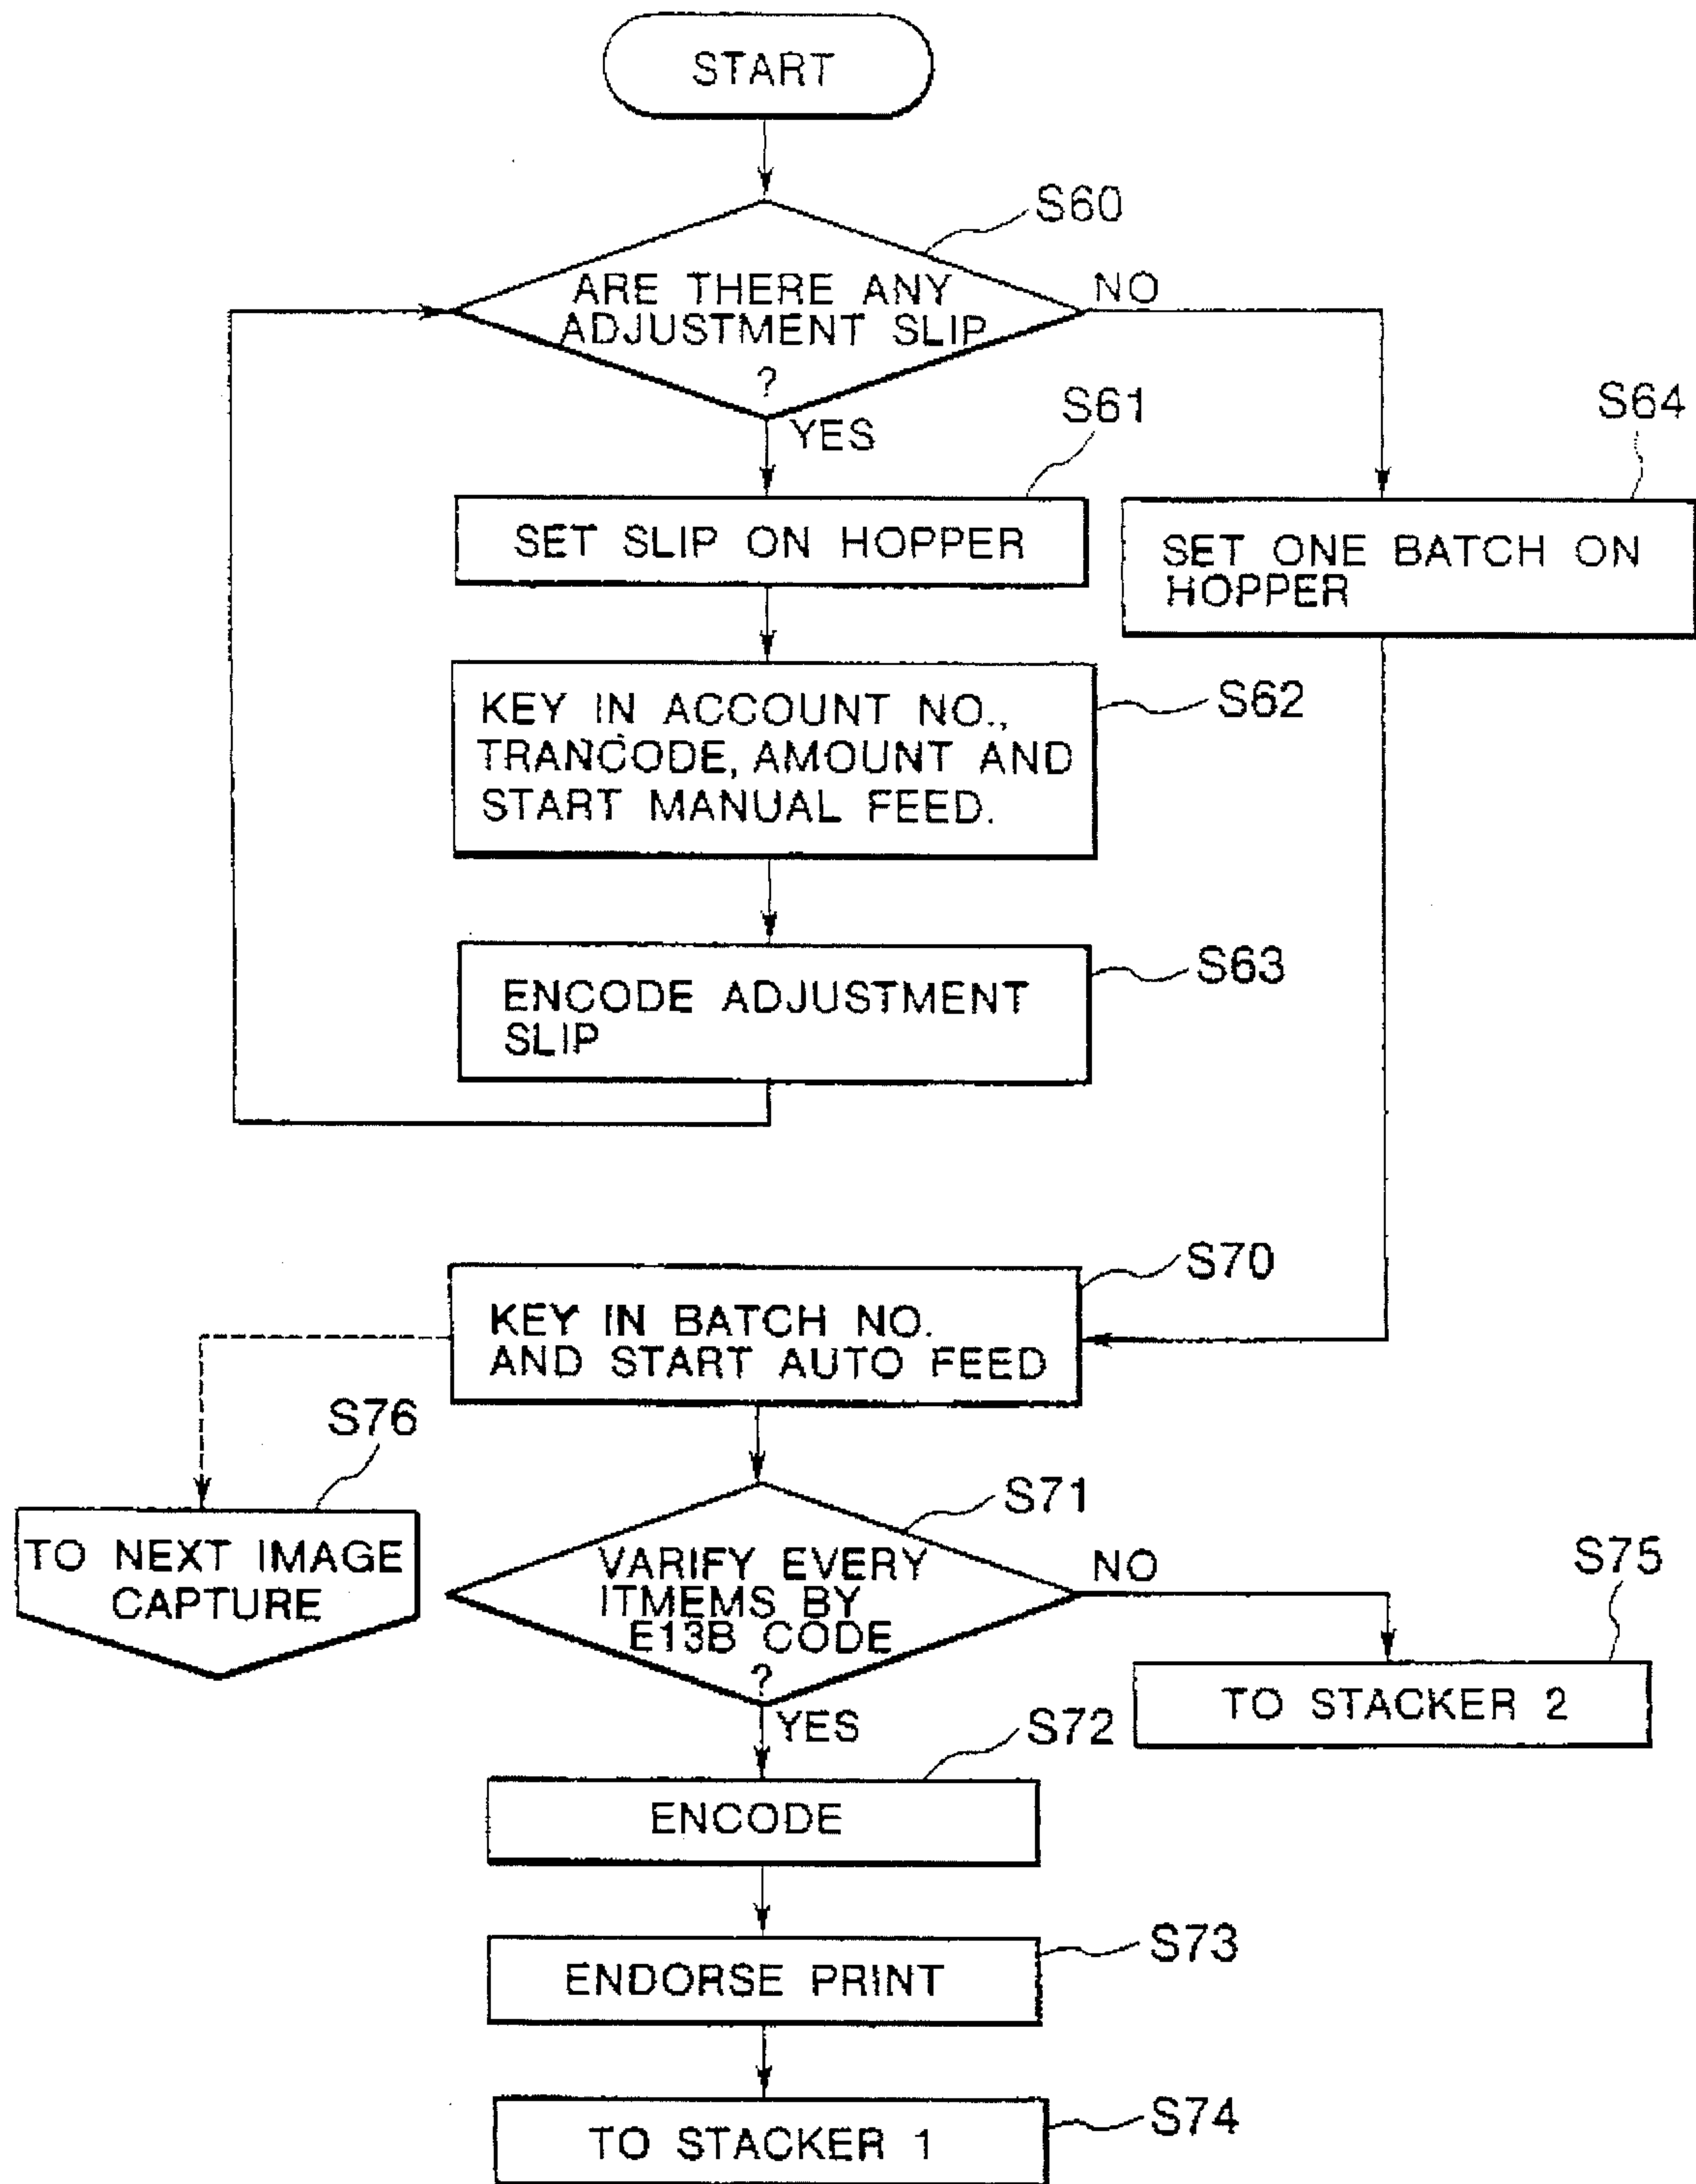 START
S60
ARE THERE ANY
ADJUSTMENT SLIP
?
NO
YES
S61
SET SLIP ON HOPPER
S64
SET ONE BATCH ON
HOPPER
S62
KEY IN ACCOUNT NO.,
TRANCODE, AMOUNT AND
START MANUAL FEED.
S63
ENCODE ADJUSTMENT
SLIP
S70
KEY IN BATCH NO.
AND START AUTO FEED
S76
TO NEXT IMAGE
CAPTURE
S71
VARIFY EVERY
ITMEMS BY
E13B CODE
?
NO
YES
S75
TO STACKER 2
S72
ENCODE
S73
ENDORSE PRINT
S74
TO STACKER 1